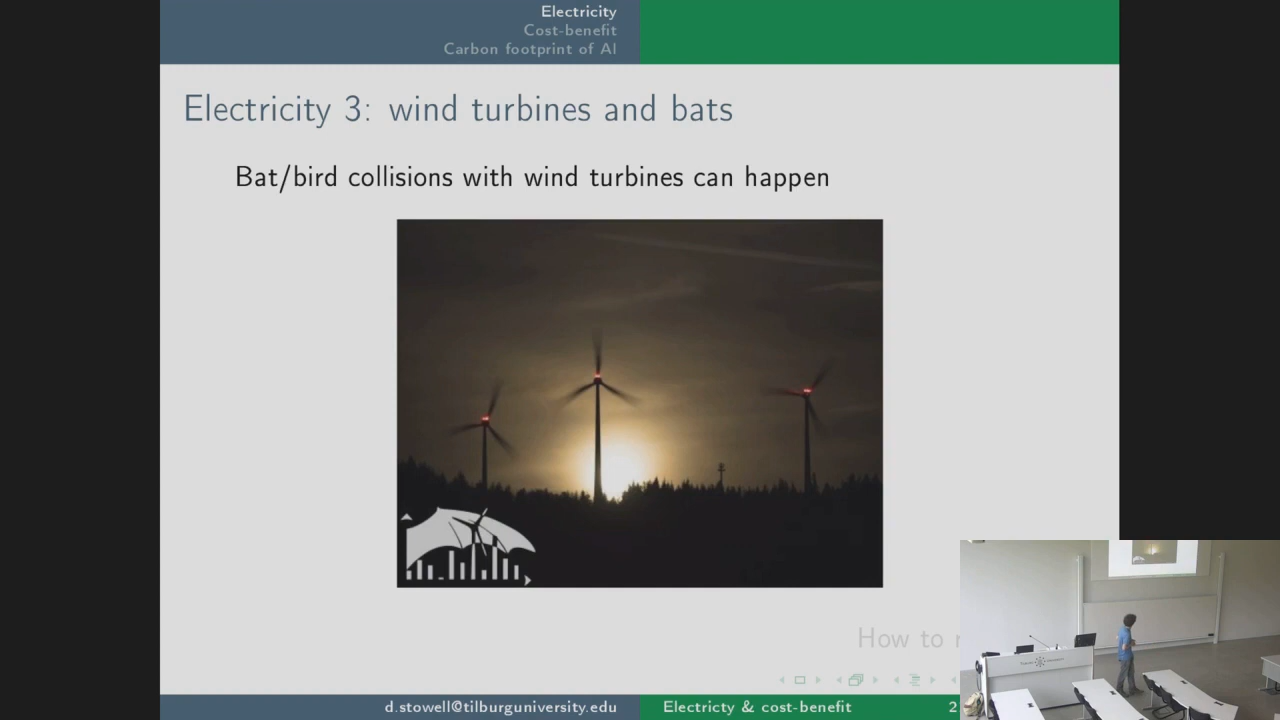 Electricity
Cost-benefit
Carbon footprint of AI
Electricity 3: wind turbines and bats
Bat/bird collisions with wind turbines can happen
How to
d.stowell@tilburguniversity.edu
Electricty & cost-benefit
2